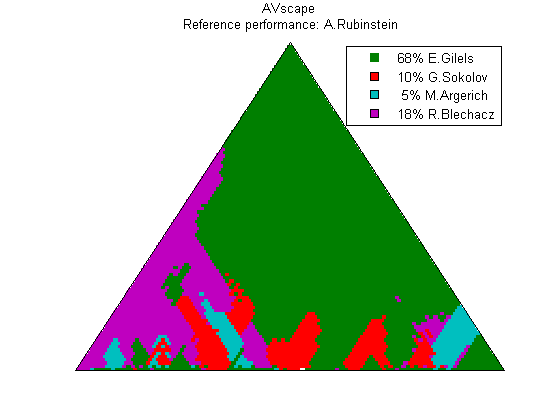 AVscape
Reference performance: A.Rubinstein
68% E.Gilels
10% G.Sokolov
5% M.Argerich
18% R.Blechacz